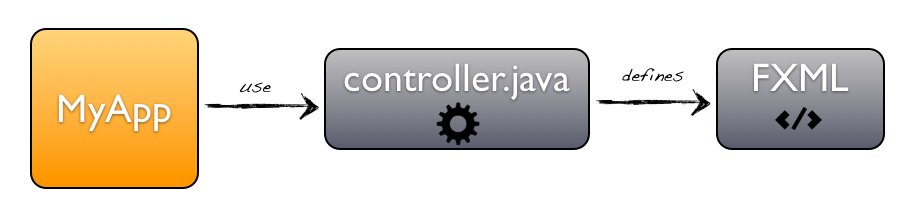 MyApp
use
controller.java
defines
FXML
</>